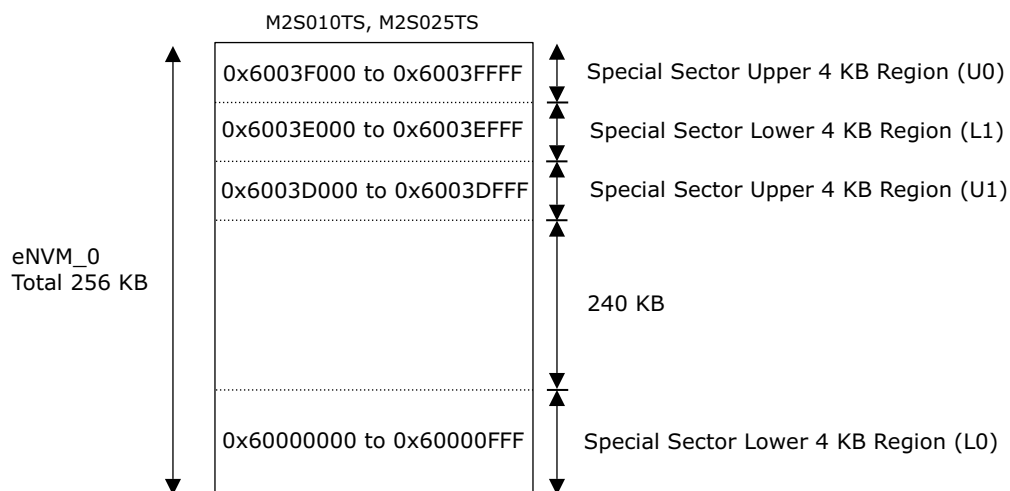 M2S010TS, M2S025TS
0x6003F000 to 0x6003FFFF
Special Sector Upper 4 KB Region (U0)
0x6003E000 to 0x6003EFFF
Special Sector Lower 4 KB Region (L1)
0x6003D000 to 0x6003DFFF
Special Sector Upper 4 KB Region (U1)
eNVM_0
Total 256 KB
240 KB
0x60000000 to 0x60000FFF
Special Sector Lower 4 KB Region (L0)